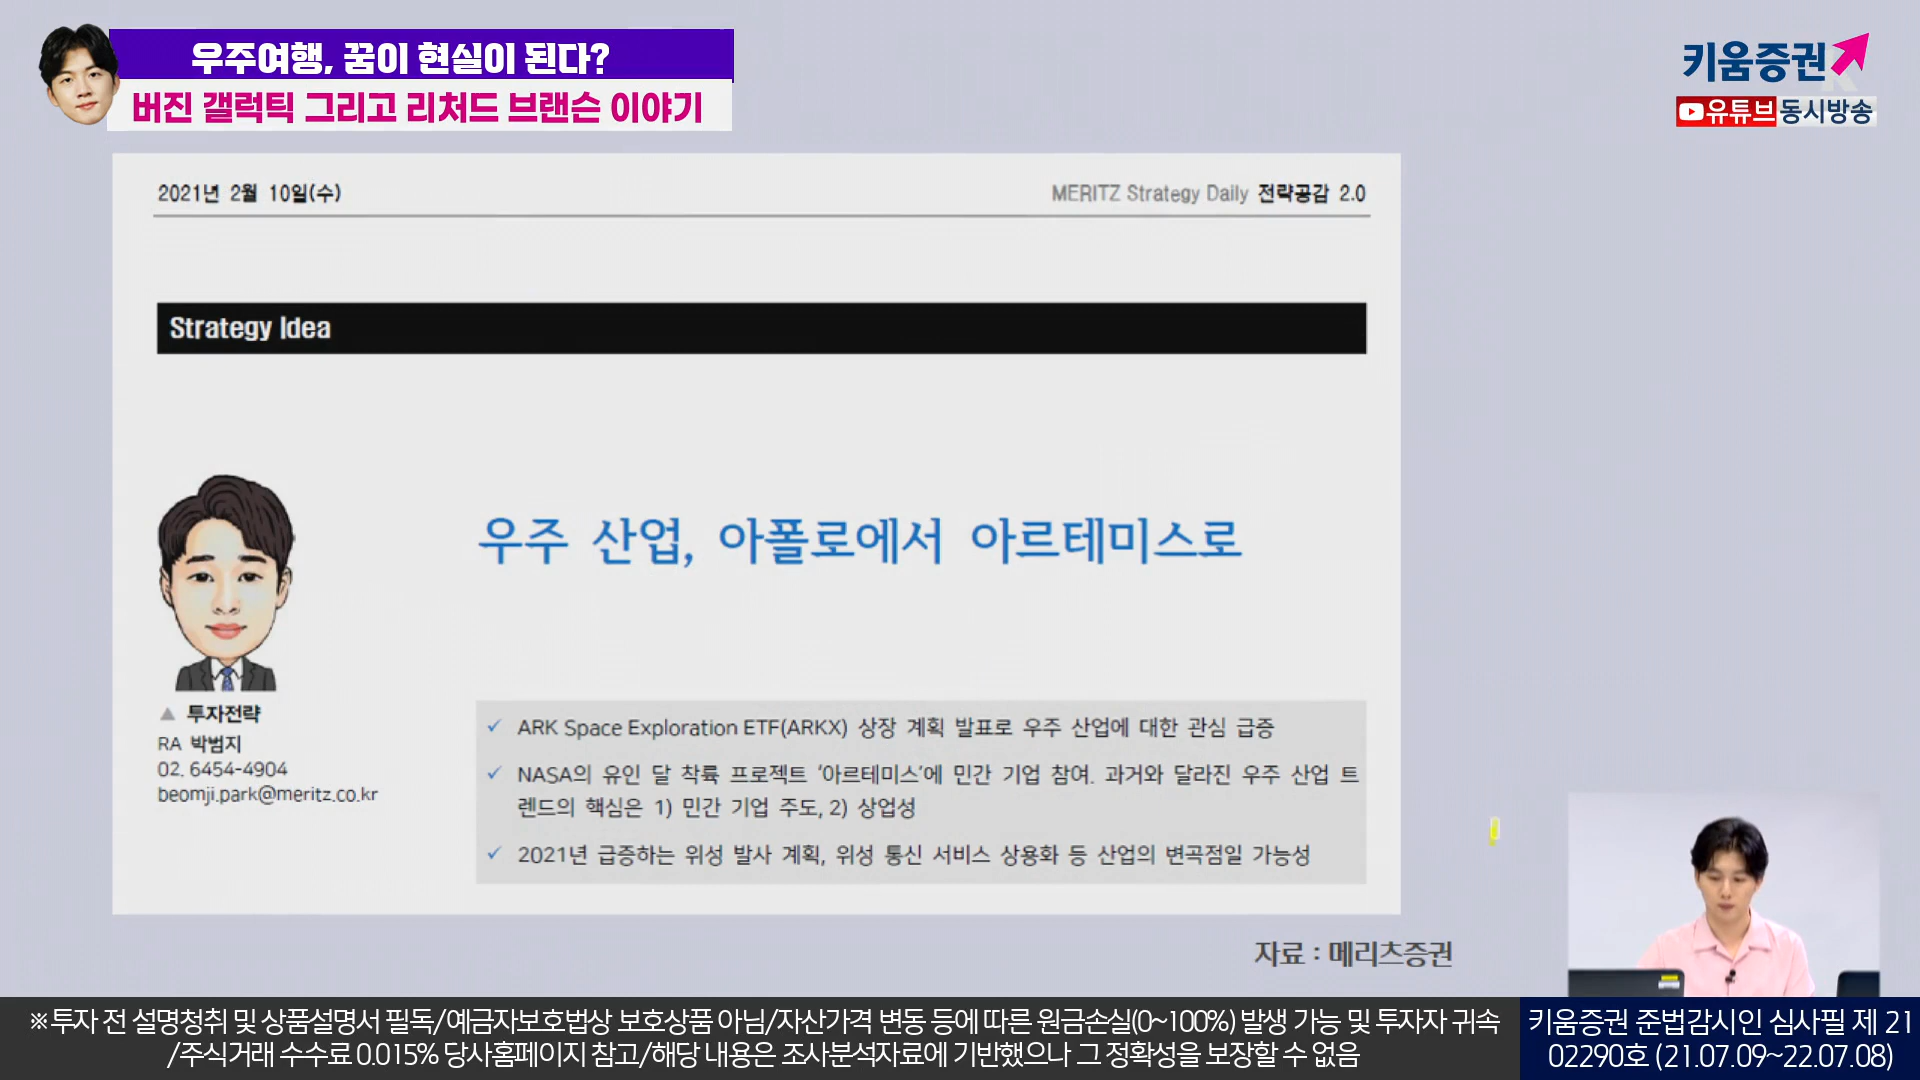 우주여행, 꿈이 현실이 된다?
버진 갤럭틱 그리고 리처드 브랜슨 이야기
키움증권
유튜브 동시방송
2021년 2월 10일(수)
MERITZ Strategy Daily 전략공감 2.0
Strategy Idea
우주 산업, 아폴로에서 아르테미스로
▲ 투자전략
RA 박범지
02. 6454-4904
beomji.park@meritz.co.kr
✓ ARK Space Exploration ETF(ARKX) 상장 계획 발표로 우주 산업에 대한 관심 급증
✓ NASA의 유인 달 착륙 프로젝트 '아르테미스'에 민간 기업 참여. 과거와 달라진 우주 산업 트
렌드의 핵심은 1) 민간 기업 주도, 2) 상업성
✓ 2021년 급증하는 위성 발사 계획, 위성 통신 서비스 상용화 등 산업의 변곡점일 가능성
자료 : 메리츠증권
※투자 전 설명청취 및 상품설명서 필독/예금자보호법상 보호상품 아님/자산가격 변동 등에 따른 원금손실(0~100%) 발생 가능 및 투자자 귀속
/주식거래 수수료 0.015% 당사홈페이지 참고/해당 내용은 조사분석자료에 기반했으나 그 정확성을 보장할 수 없음
키움증권 준법감시인 심사필 제 21
02290호 (21.07.09~22.07.08)